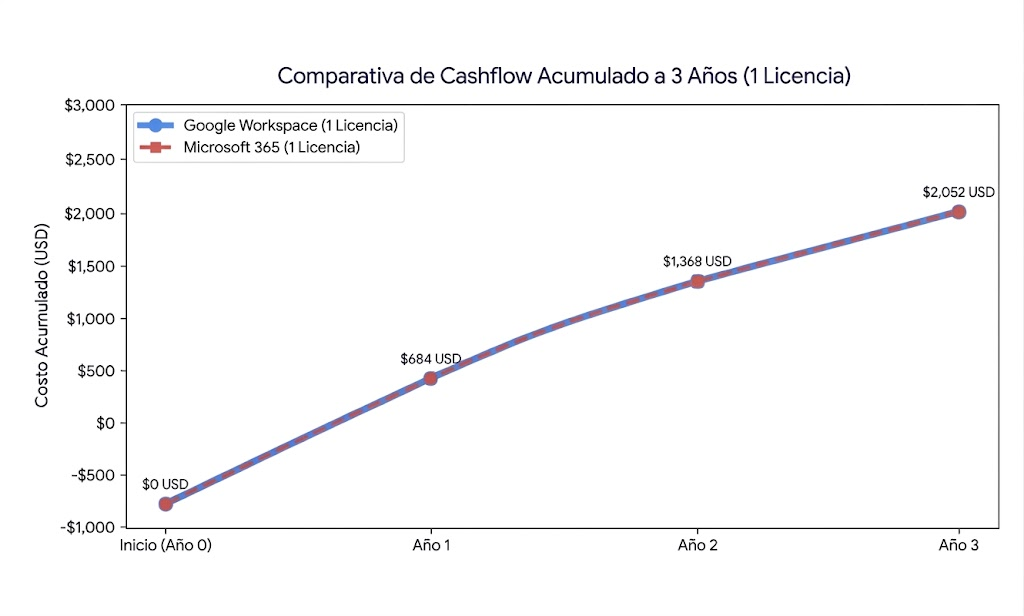 Comparativa de Cashflow Acumulado a 3 Años (1 Licencia)
$3,000
$2,500
$2,000
$1,500
$1,000
$500
$0
-$500
-$1,000
Costo Acumulado (USD)
Google Workspace (1 Licencia)
Microsoft 365 (1 Licencia)
$0 USD
$684 USD
$1,368 USD
$2,052 USD
Inicio (Año 0)
Año 1
Año 2
Año 3